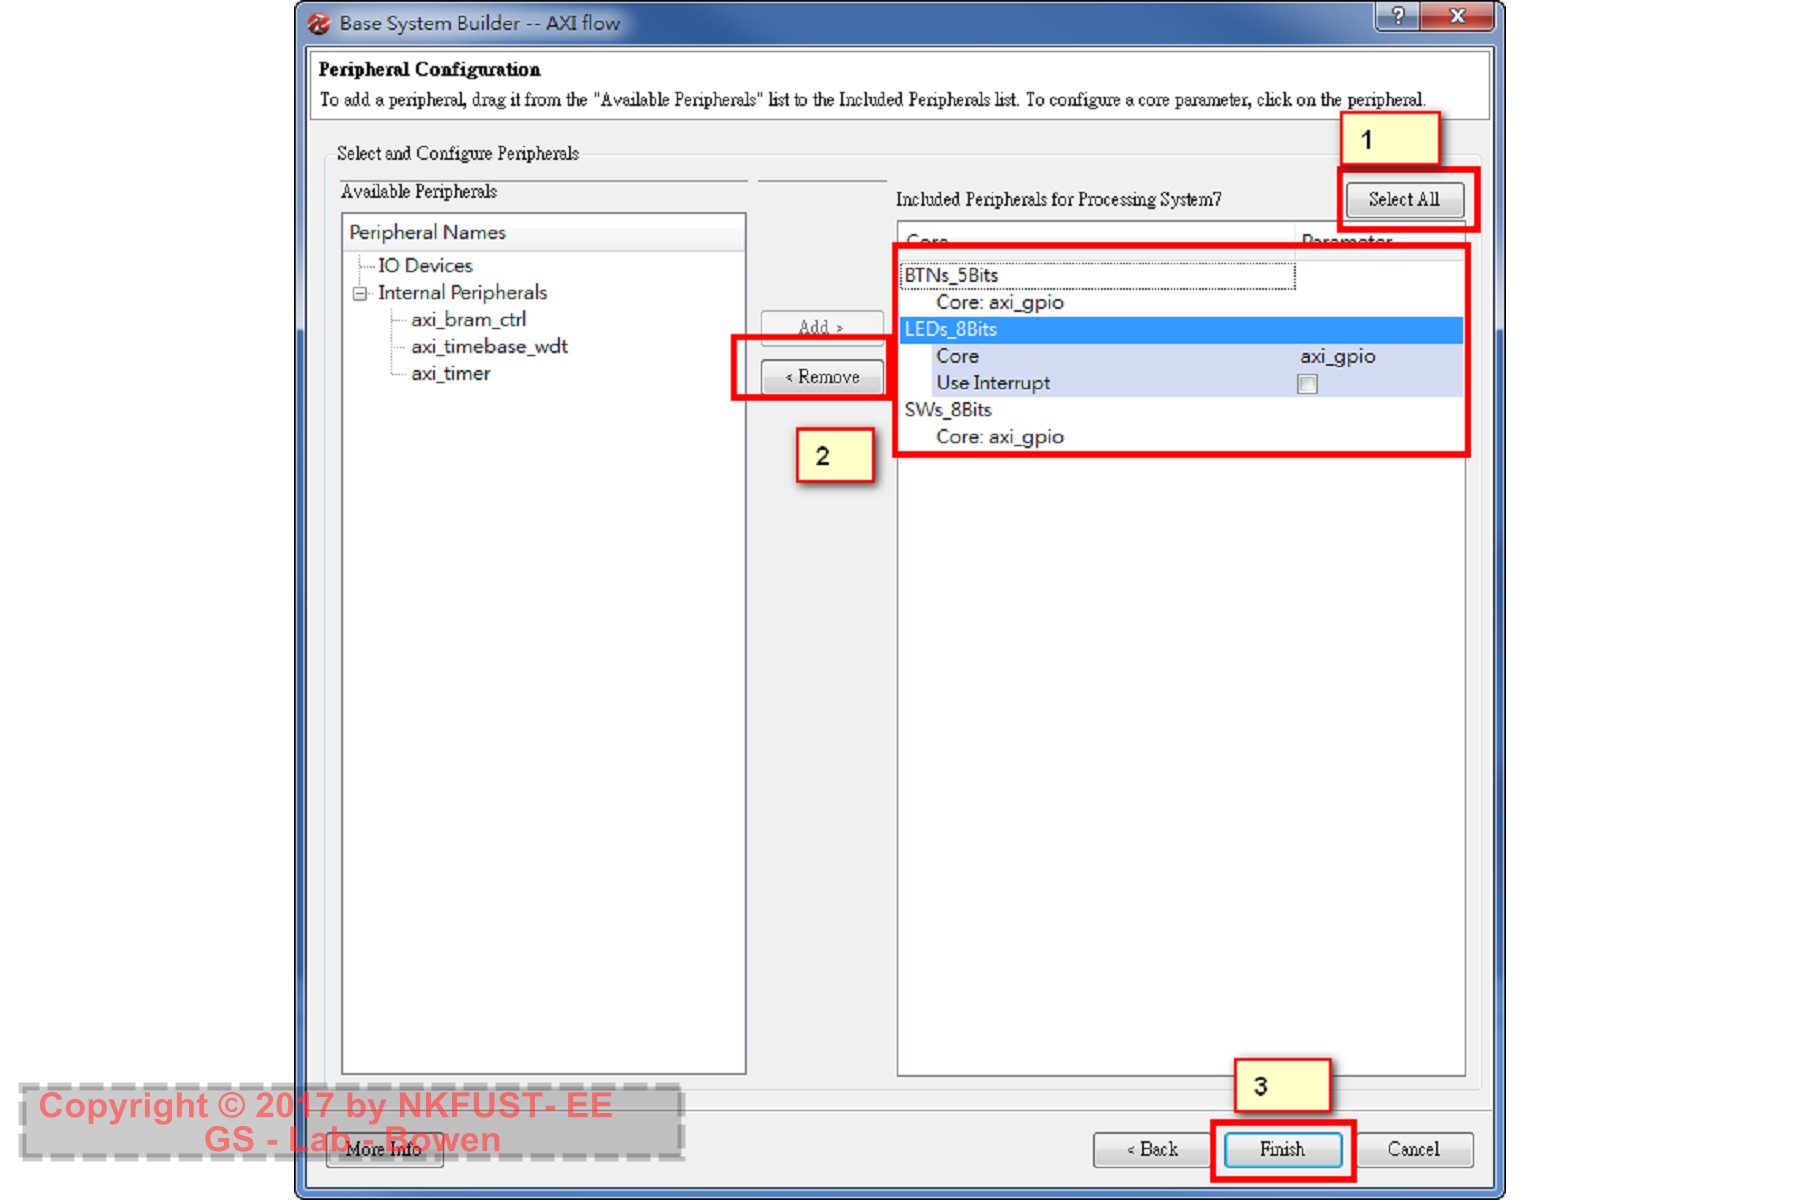 Base System Builder -- AXI flow
Peripheral Configuration
To add a peripheral, drag it from the "Available Peripherals" list to the Included Peripherals list. To configure a core parameter, click on the peripheral.
1
Select and Configure Peripherals
Available Peripherals
Included Peripherals for Processing System7
Select All
Peripheral Names
Core Parameter
IO Devices
Internal Peripherals
axi_bram_ctrl
axi_timebase_wdt
axi_timer
Add >
< Remove
2
BTNs_5Bits
Core: axi_gpio
LEDs_8Bits
Core axi_gpio
Use Interrupt
SWs_8Bits
Core: axi_gpio
3
Copyright © 2017 by NKFUST- EE
GS - Lab - Bowen
More Info
< Back
Finish
Cancel